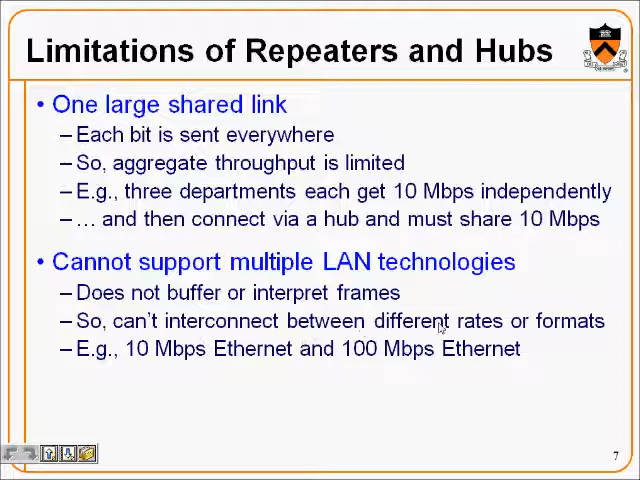 Limitations of Repeaters and Hubs
• One large shared link
– Each bit is sent everywhere
– So, aggregate throughput is limited
– E.g., three departments each get 10 Mbps independently
– … and then connect via a hub and must share 10 Mbps
• Cannot support multiple LAN technologies
– Does not buffer or interpret frames
– So, can't interconnect between different rates or formats
– E.g., 10 Mbps Ethernet and 100 Mbps Ethernet
7